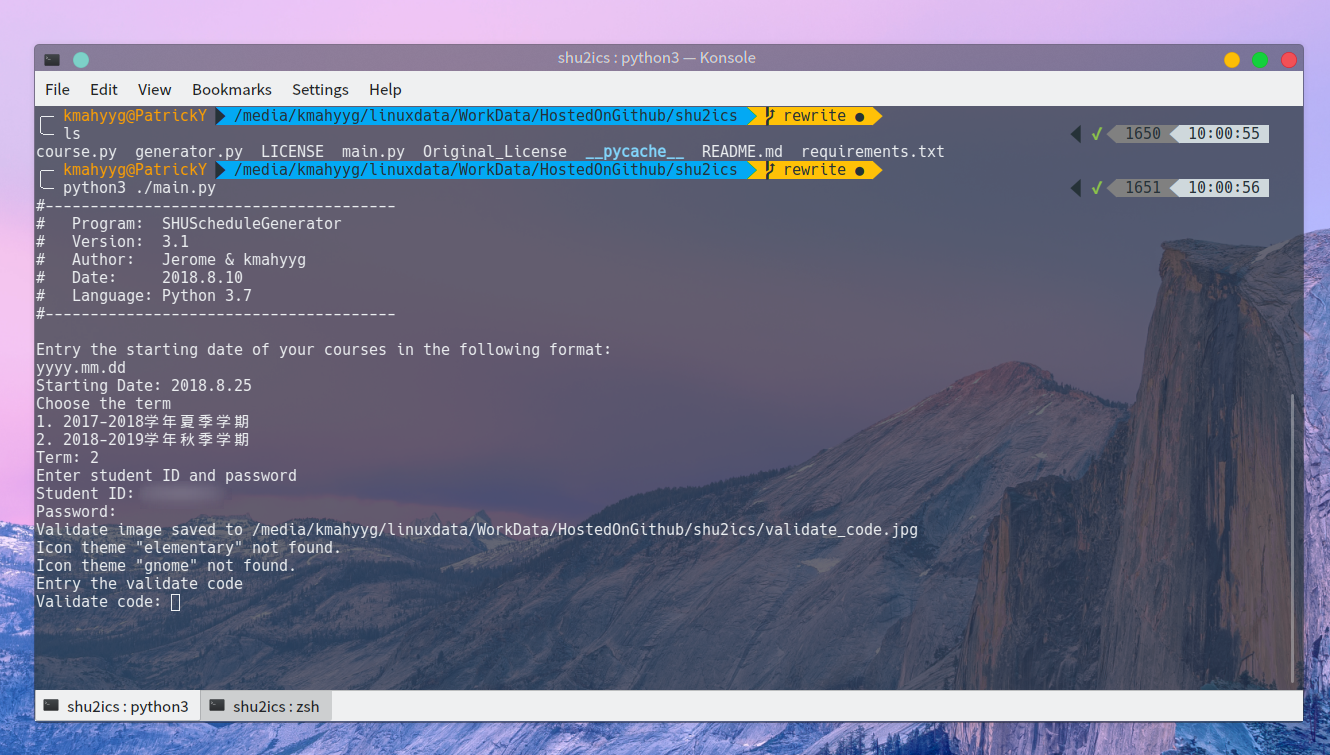 shu2ics : python3 — Konsole
File Edit View Bookmarks Settings Help
kmahyyg@PatrickY /media/kmahyyg/linuxdata/WorkData/HostedOnGithub/shu2ics rewrite ●
ls ✓ 1650 10:00:55
course.py generator.py LICENSE main.py Original_License __pycache__ README.md requirements.txt
kmahyyg@PatrickY /media/kmahyyg/linuxdata/WorkData/HostedOnGithub/shu2ics rewrite ●
python3 ./main.py ✓ 1651 10:00:56
#---------------------------------------
# Program: SHUScheduleGenerator
# Version: 3.1
# Author: Jerome & kmahyyg
# Date: 2018.8.10
# Language: Python 3.7
#---------------------------------------
Entry the starting date of your courses in the following format:
yyyy.mm.dd
Starting Date: 2018.8.25
Choose the term
1. 2017-2018学年夏季学期
2. 2018-2019学年秋季学期
Term: 2
Enter student ID and password
Student ID:
Password:
Validate image saved to /media/kmahyyg/linuxdata/WorkData/HostedOnGithub/shu2ics/validate_code.jpg
Icon theme "elementary" not found.
Icon theme "gnome" not found.
Entry the validate code
Validate code:
shu2ics : python3 shu2ics : zsh